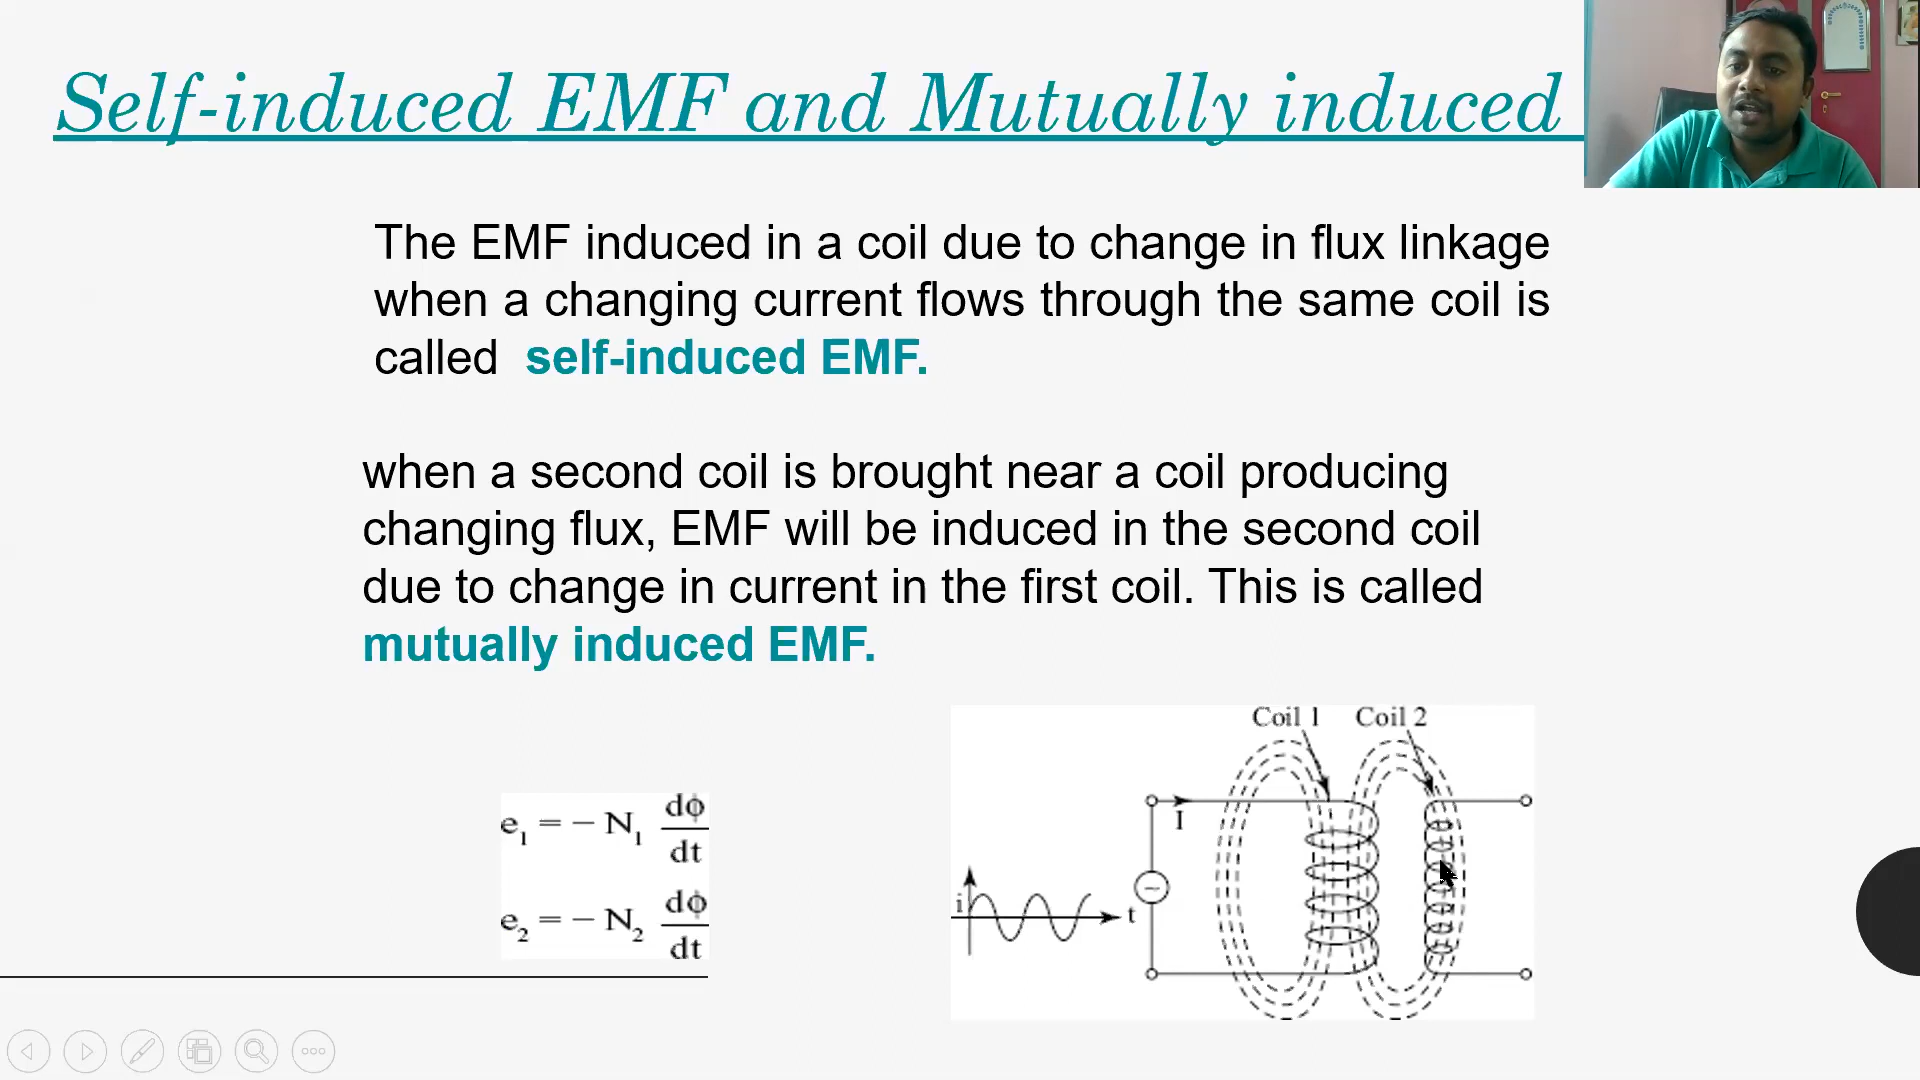 Self-induced EMF and Mutually induced
The EMF induced in a coil due to change in flux linkage
when a changing current flows through the same coil is
called self-induced EMF.
when a second coil is brought near a coil producing
changing flux, EMF will be induced in the second coil
due to change in current in the first coil. This is called
mutually induced EMF.
e₁ = − N₁ dϕ/dt
e₂ = − N₂ dϕ/dt
Coil 1 Coil 2
I
i
t